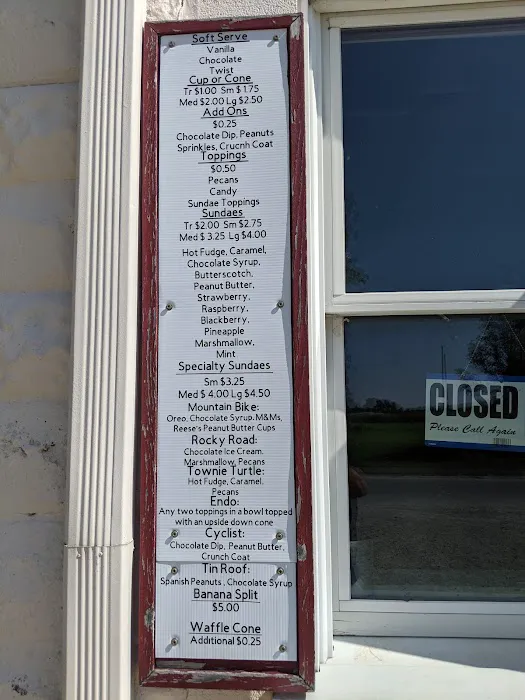 Soft Serve
Vanilla
Chocolate
Twist
Cup or Cone
Tr $1.00 Sm $ 1.75
Med $2.00 Lg $2.50
Add Ons
$0.25
Chocolate Dip, Peanuts
Sprinkles, Crucnh Coat
Toppings
$0.50
Pecans
Candy
Sundae Toppings
Sundaes
Tr $2.00 Sm $2.75
Med $ 3.25 Lg $4.00
Hot Fudge, Caramel,
Chocolate Syrup,
Butterscotch,
Peanut Butter,
Strawberry,
Raspberry,
Blackberry,
Pineapple
Marshmallow,
Mint
Specialty Sundaes
Sm $3.25
Med $ 4.00 Lg $4.50
Mountain Bike:
Oreo, Chocolate Syrup, M&Ms,
Reese's Peanut Butter Cups
Rocky Road:
Chocolate Ice Cream,
Marshmallow, Pecans
Townie Turtle:
Hot Fudge, Caramel,
Pecans
Endo:
Any two toppings in a bowl topped
with an upside down cone
Cyclist:
Chocolate Dip, Peanut Butter,
Crunch Coat
Tin Roof:
Spanish Peanuts, Chocolate Syrup
Banana Split
$5.00
Waffle Cone
Additional $0.25
CLOSED
Please Call Again